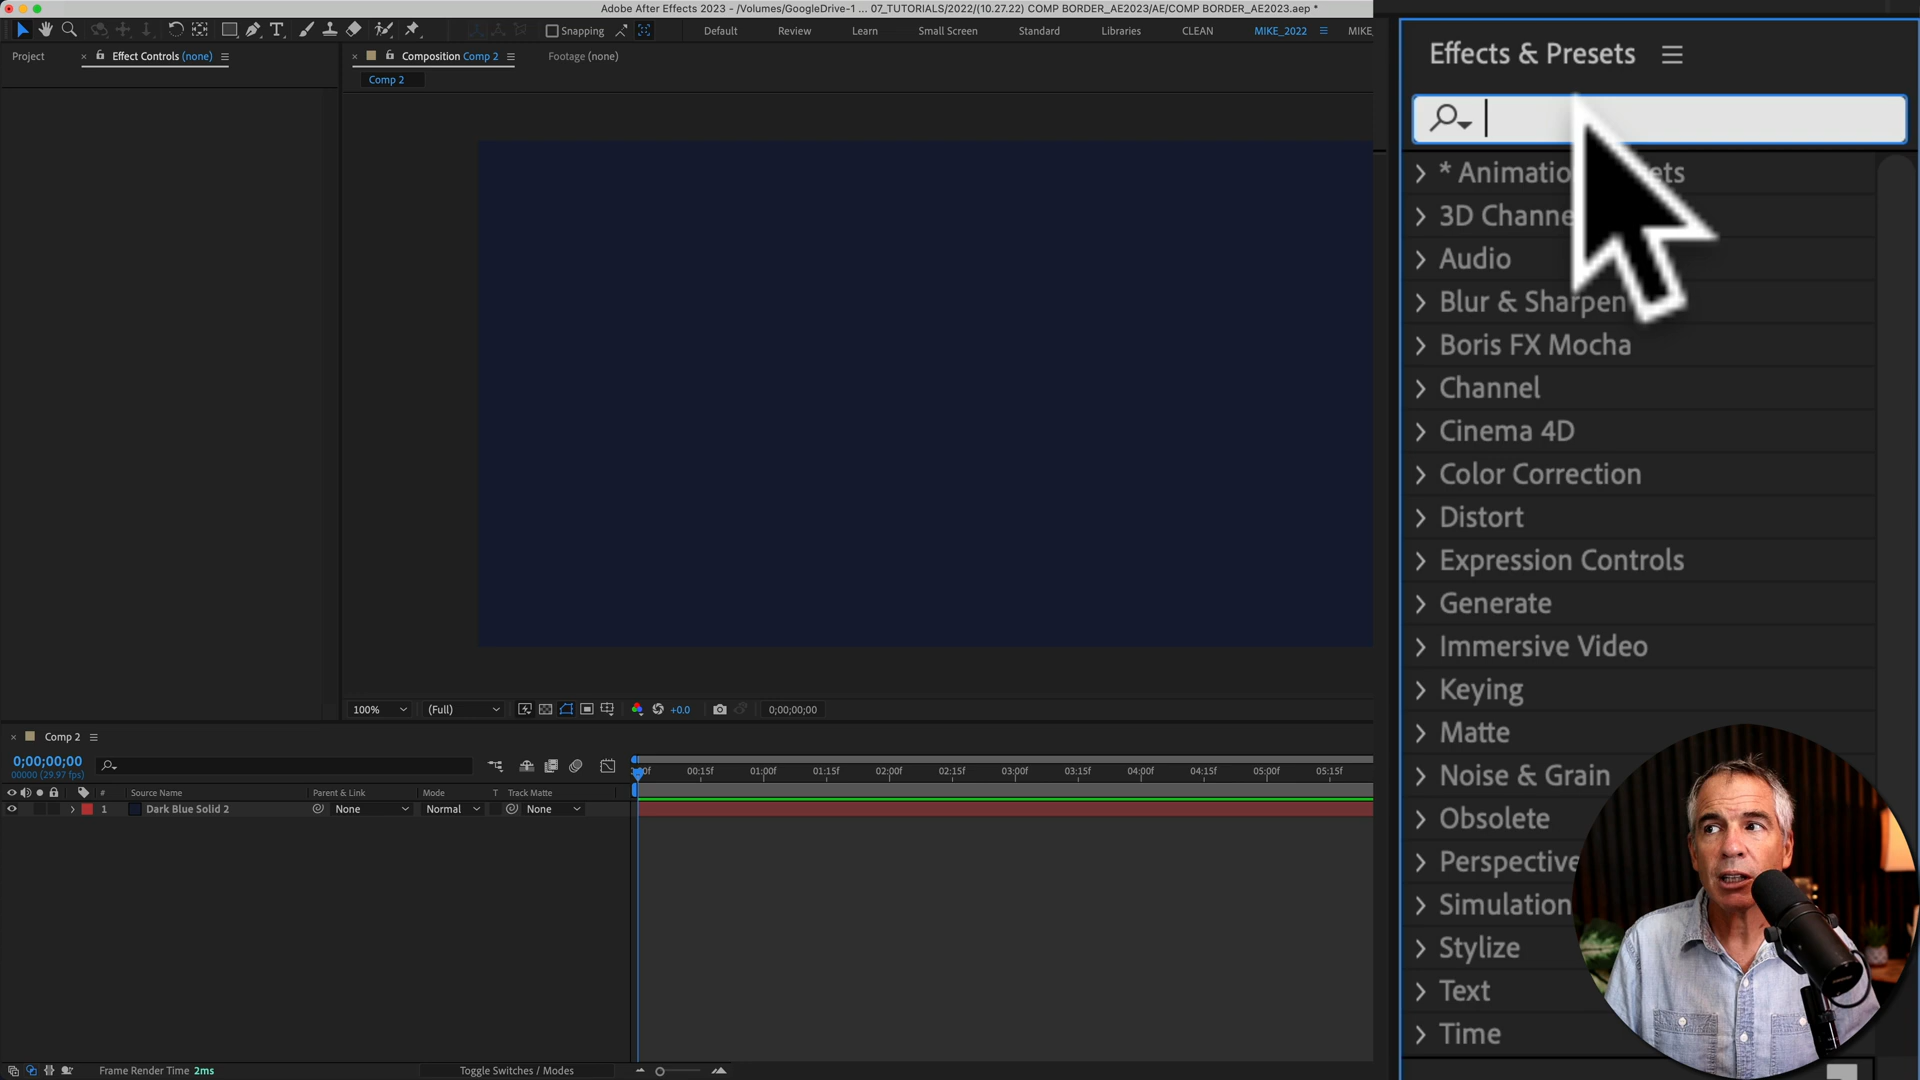 Adobe After Effects 2023 - /Volumes/GoogleDrive-1 ... 07_TUTORIALS/2022/(10.27.22) COMP BORDER_AE2023/AE/COMP BORDER_AE2023.aep *
Snapping
Default
Review
Learn
Small Screen
Standard
Libraries
CLEAN
MIKE_2022
MIKE_
Project
Effect Controls (none)
Composition Comp 2
Footage (none)
Comp 2
Effects & Presets
* Animatio ets
3D Channe
Audio
Blur & Sharpen
Boris FX Mocha
Channel
Cinema 4D
Color Correction
Distort
Expression Controls
Generate
Immersive Video
Keying
Matte
Noise & Grain
Obsolete
Perspective
Simulation
Stylize
Text
Time
100%
(Full)
+0.0
0;00;00;00
Comp 2
0;00;00;00
00000 (29.97 fps)
00:15f 01:00f 01:15f 02:00f 02:15f 03:00f 03:15f 04:00f 04:15f 05:00f 05:15f
# Source Name Parent & Link Mode T Track Matte
1 Dark Blue Solid 2 None Normal None
Frame Render Time 2ms
Toggle Switches / Modes